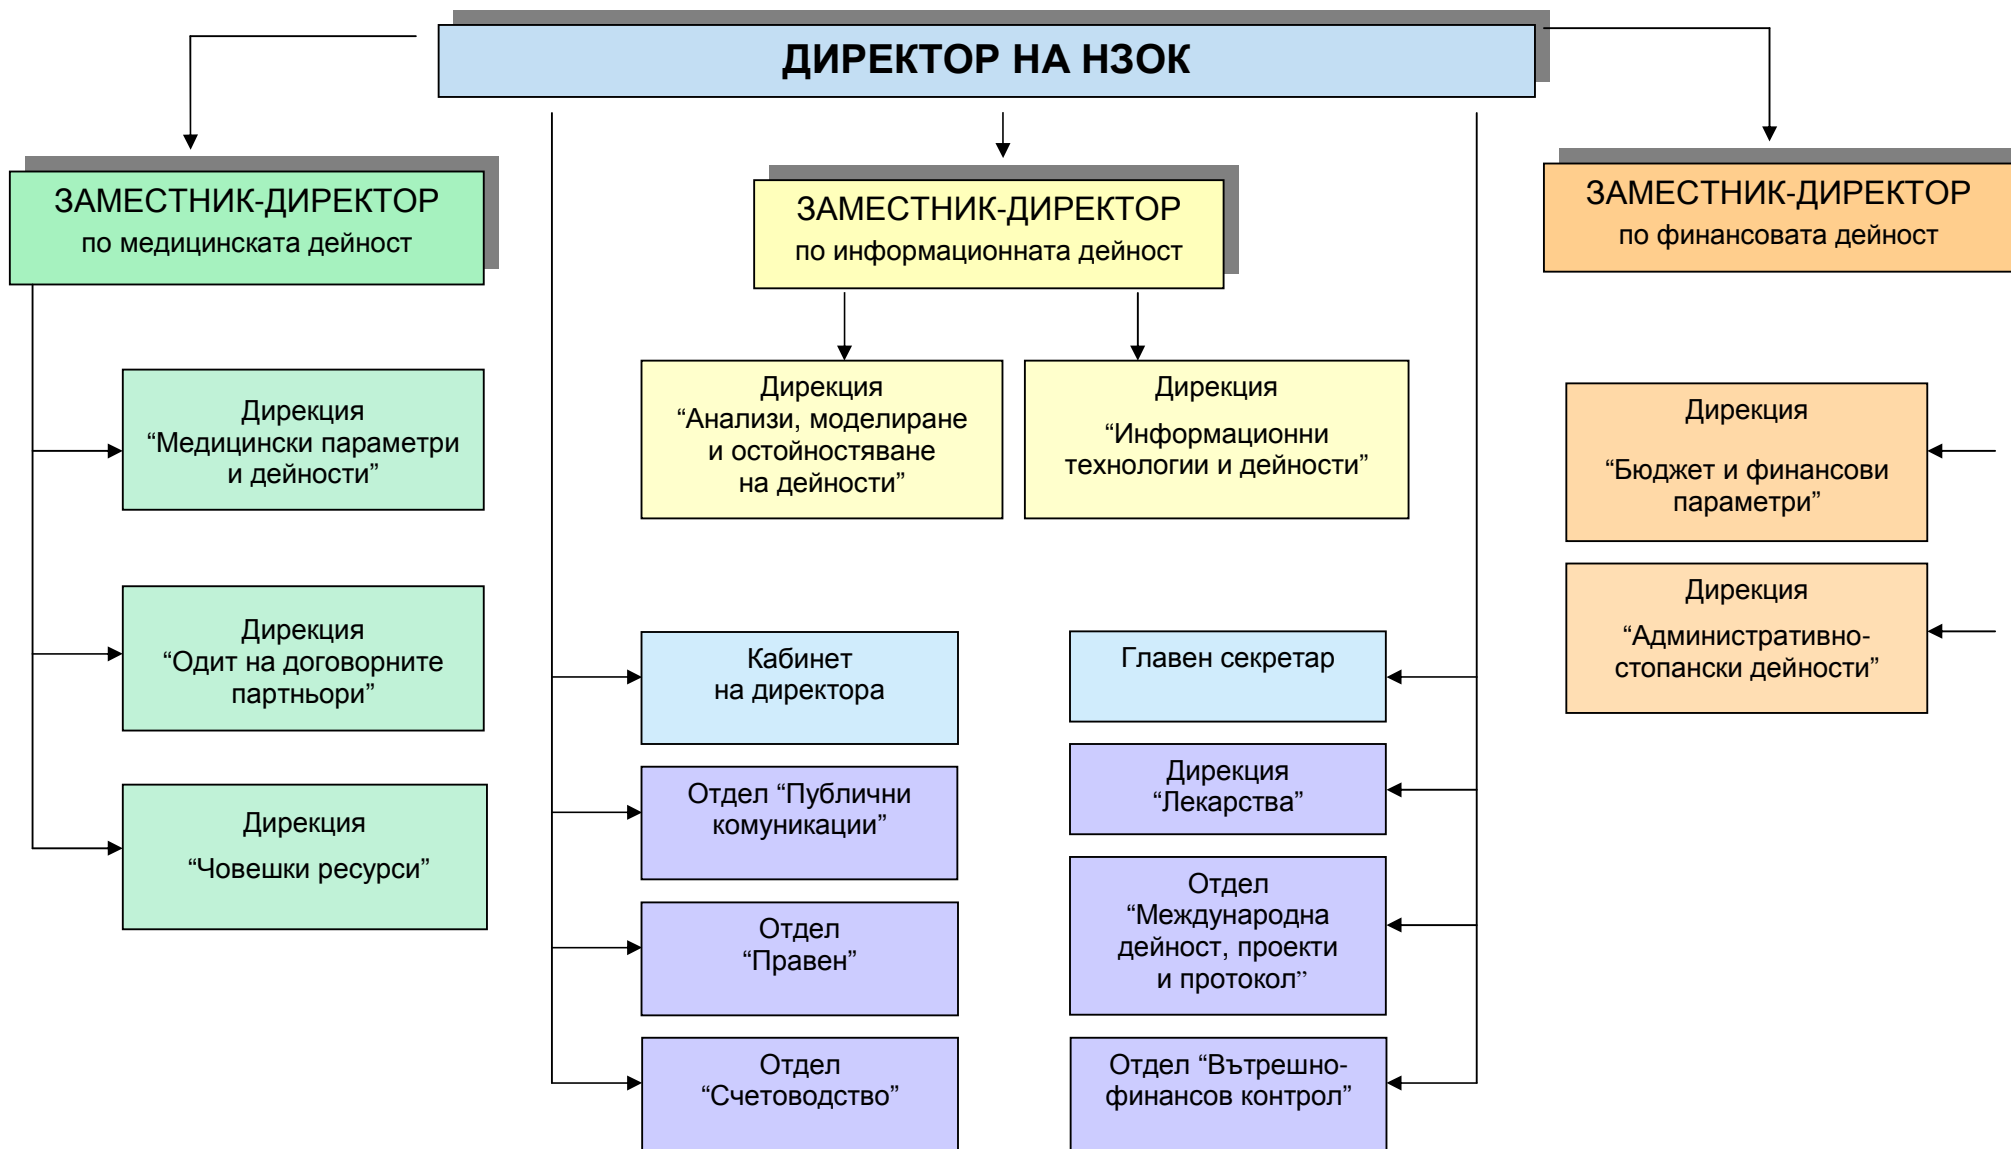 ДИРЕКТОР НА НЗОК
ЗАМЕСТНИК-ДИРЕКТОР
по медицинската дейност
ЗАМЕСТНИК-ДИРЕКТОР
по информационната дейност
ЗАМЕСТНИК-ДИРЕКТОР
по финансовата дейност
Дирекция
“Медицински параметри
и дейности”
Дирекция
“Одит на договорните
партньори”
Дирекция
“Човешки ресурси”
Дирекция
“Анализи, моделиране
и остойностяване
на дейности”
Дирекция
“Информационни
технологии и дейности”
Дирекция
“Бюджет и финансови
параметри”
Дирекция
“Административно-
стопански дейности”
Кабинет
на директора
Отдел “Публични
комуникации”
Отдел
“Правен”
Отдел
“Счетоводство”
Главен секретар
Дирекция
“Лекарства”
Отдел
“Международна
дейност, проекти
и протокол”
Отдел “Вътрешно-
финансов контрол”